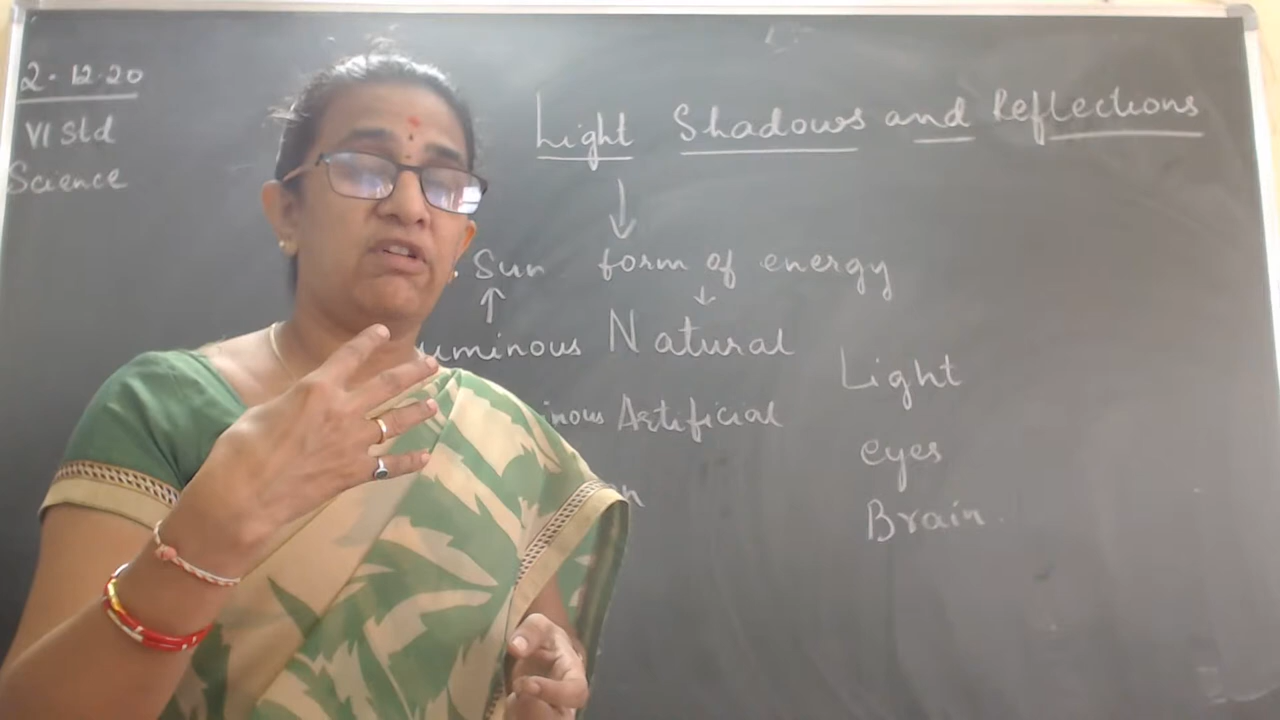 2.12.20
VI Std
Science
Light Shadows and Reflections
Sun form of energy
Natural
Artificial
Light
eyes
Brain.